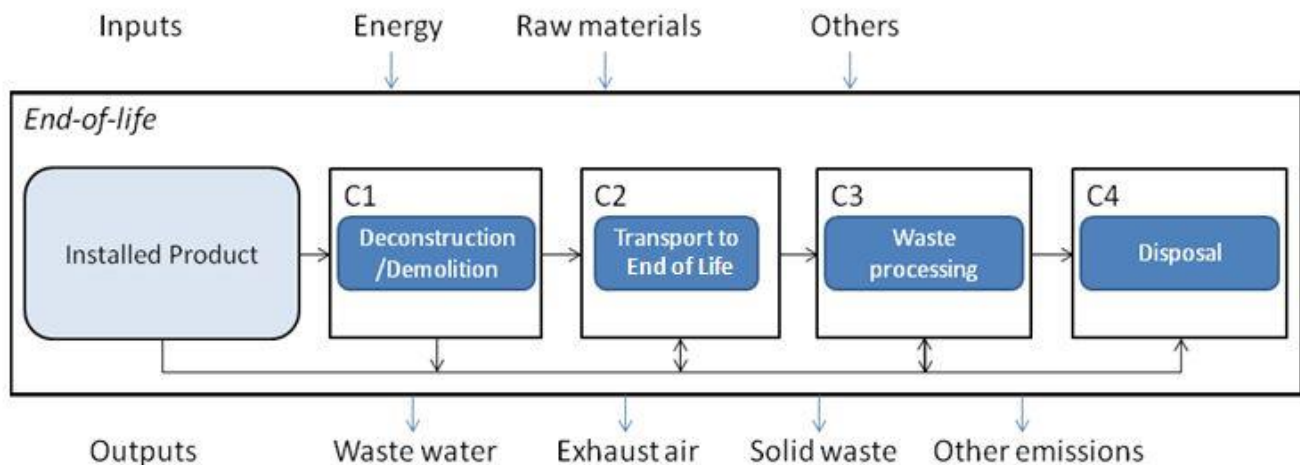 Inputs Energy Raw materials Others
End-of-life
Installed Product
C1
Deconstruction
/Demolition
C2
Transport to
End of Life
C3
Waste
processing
C4
Disposal
Outputs Waste water Exhaust air Solid waste Other emissions